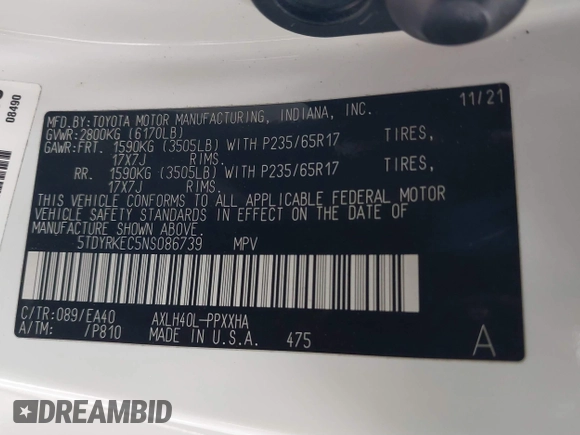 08490
MFD.BY:TOYOTA MOTOR MANUFACTURING, INDIANA, INC. 11/21
GVWR:2800KG (6170LB)
GAWR:FRT. 1590KG (3505LB) WITH P235/65R17 TIRES,
17X7J RIMS.
RR. 1590KG (3505LB) WITH P235/65R17 TIRES,
17X7J RIMS.
THIS VEHICLE CONFORMS TO ALL APPLICABLE FEDERAL MOTOR
VEHICLE SAFETY STANDARDS IN EFFECT ON THE DATE OF
MANUFACTURE SHOWN ABOVE.
5TDYRKEC5NS086739 MPV
C/TR:089/EA40 AXLH40L-PPXXHA
A/TM: /P810 MADE IN U.S.A. 475 A
DREAMBID